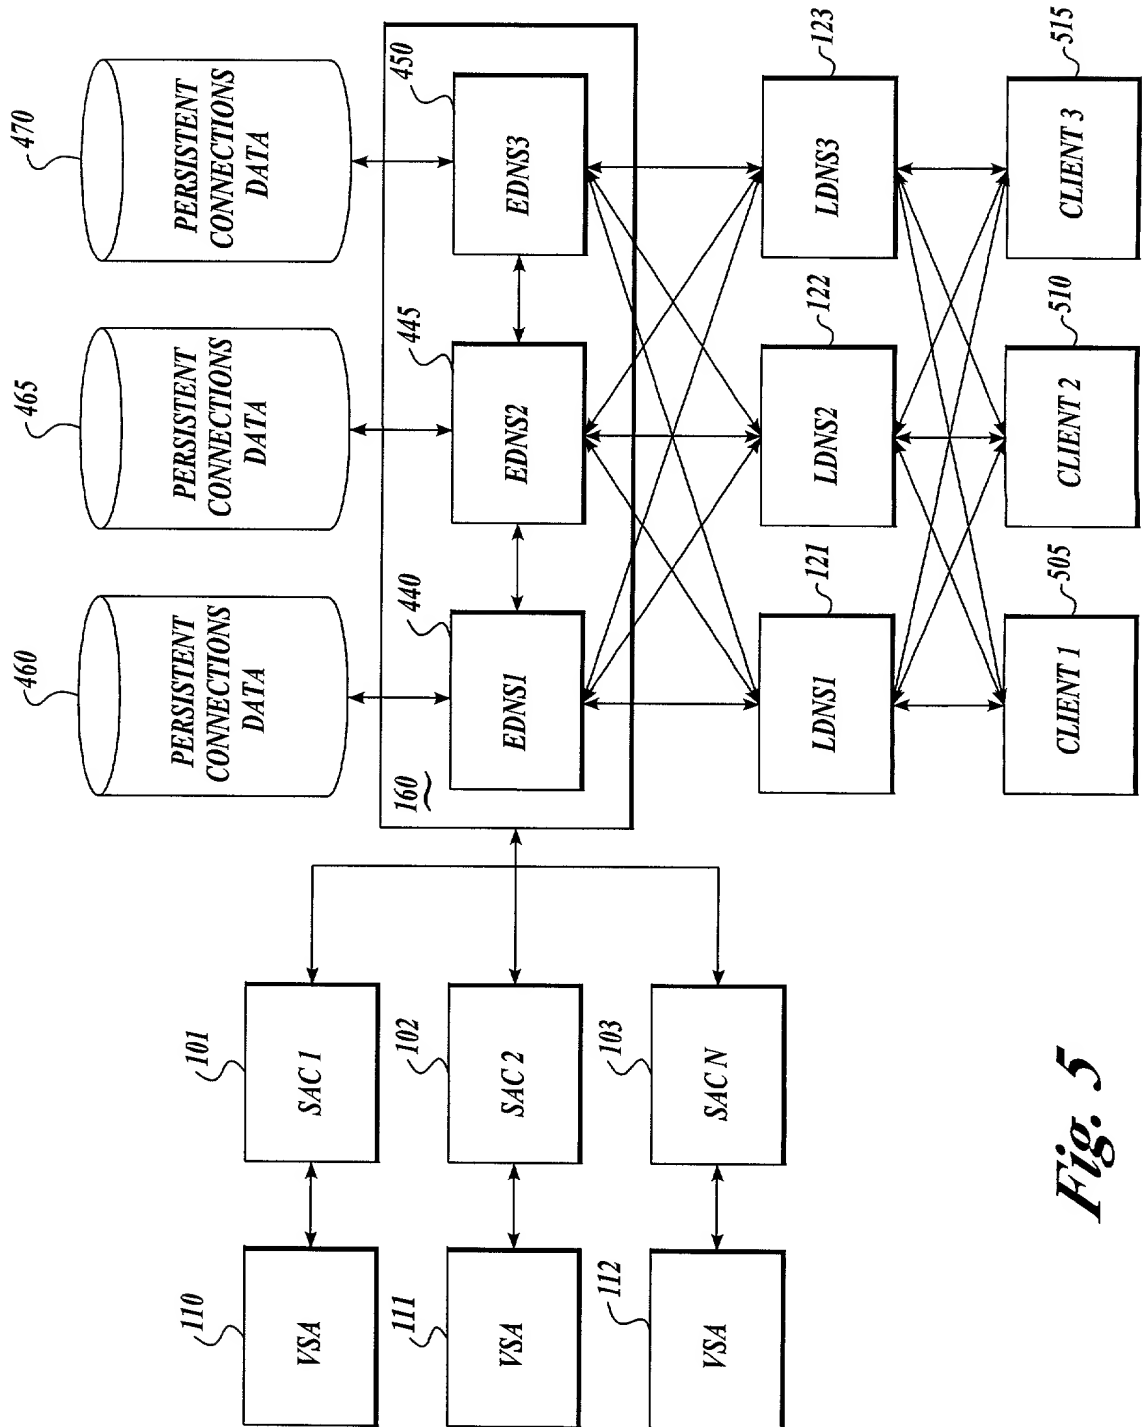 470
PERSISTENT
CONNECTIONS
DATA
465
PERSISTENT
CONNECTIONS
DATA
460
PERSISTENT
CONNECTIONS
DATA
450
EDNS3
445
EDNS2
440
EDNS1
160
123
LDNS3
122
LDNS2
121
LDNS1
515
CLIENT 3
510
CLIENT 2
505
CLIENT 1
101
SAC 1
102
SAC 2
103
SAC N
110
VSA
111
VSA
112
VSA
Fig. 5